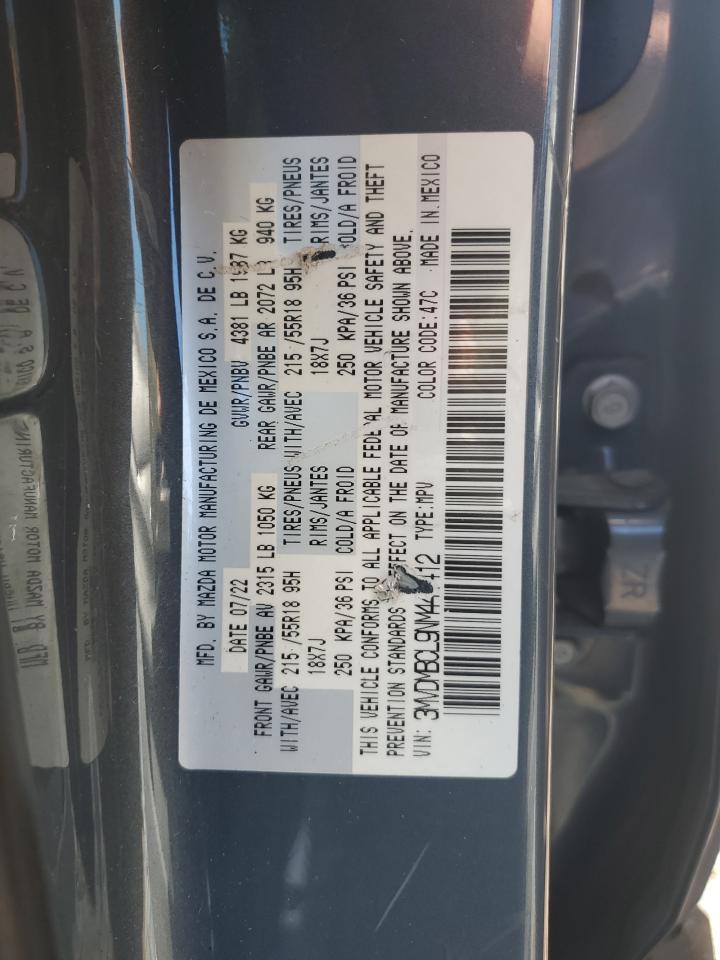 MFD. BY MAZDA MOTOR MANUFACTURING DE MEXICO S.A. DE C.V.
DATE 07/22 GVWR/PNBV 4381 LB 1987 KG
FRONT GAWR/PNBE AV 2315 LB 1050 KG REAR GAWR/PNBE AR 2072 LB 940 KG
WITH/AVEC 215 /55R18 95H TIRES/PNEUS WITH/AVEC 215 /55R18 95H TIRES/PNEUS
18X7J RIMS/JANTES 18X7J RIMS/JANTES
250 KPA/36 PSI COLD/A FROID 250 KPA/36 PSI COLD/A FROID
THIS VEHICLE CONFORMS TO ALL APPLICABLE FEDERAL MOTOR VEHICLE SAFETY AND THEFT
PREVENTION STANDARDS EFFECT ON THE DATE OF MANUFACTURE SHOWN ABOVE.
VIN: TYPE:MPV COLOR CODE:47C MADE IN MEXICO
ZR